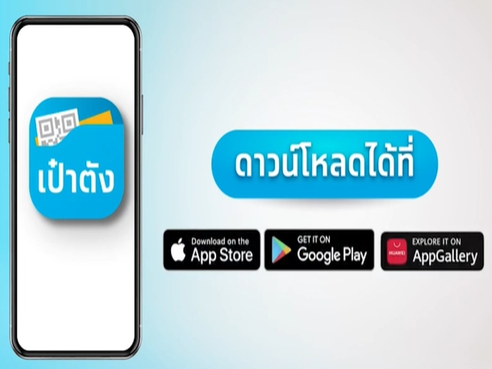 เป๋าตัง
ดาวน์โหลดได้ที่
Download on the
App Store
GET IT ON
Google Play
EXPLORE IT ON
AppGallery
HUAWEI